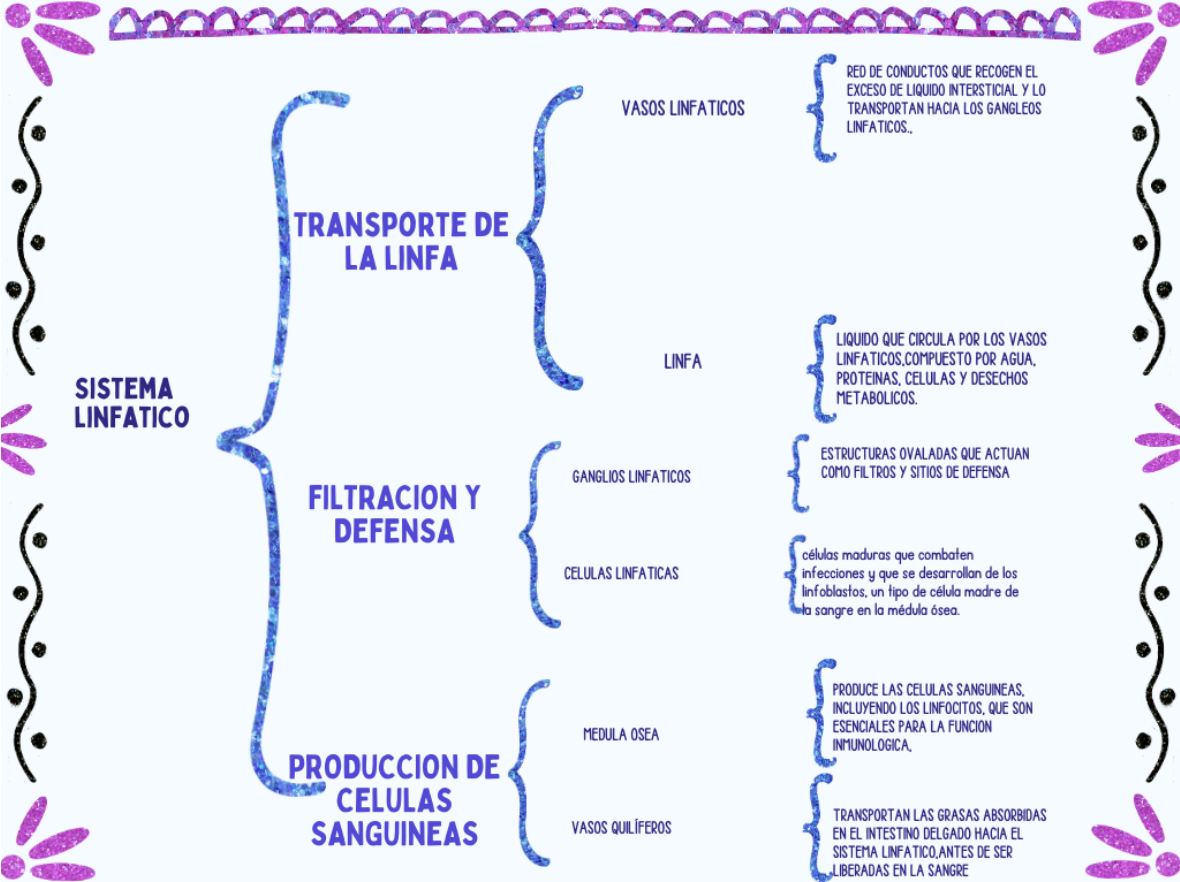 SISTEMA
LINFATICO
TRANSPORTE DE
LA LINFA
VASOS LINFATICOS
RED DE CONDUCTOS QUE RECOGEN EL
EXCESO DE LIQUIDO INTERSTICIAL Y LO
TRANSPORTAN HACIA LOS GANGLEOS
LINFATICOS.,
LINFA
LIQUIDO QUE CIRCULA POR LOS VASOS
LINFATICOS,COMPUESTO POR AGUA,
PROTEINAS, CELULAS Y DESECHOS
METABOLICOS.
FILTRACION Y
DEFENSA
GANGLIOS LINFATICOS
ESTRUCTURAS OVALADAS QUE ACTUAN
COMO FILTROS Y SITIOS DE DEFENSA
CELULAS LINFATICAS
células maduras que combaten
infecciones y que se desarrollan de los
linfoblastos, un tipo de célula madre de
la sangre en la médula ósea.
PRODUCCION DE
CELULAS
SANGUINEAS
MEDULA OSEA
PRODUCE LAS CELULAS SANGUINEAS,
INCLUYENDO LOS LINFOCITOS, QUE SON
ESENCIALES PARA LA FUNCION
INMUNOLOGICA,
VASOS QUILÍFEROS
TRANSPORTAN LAS GRASAS ABSORBIDAS
EN EL INTESTINO DELGADO HACIA EL
SISTEMA LINFATICO,ANTES DE SER
LIBERADAS EN LA SANGRE